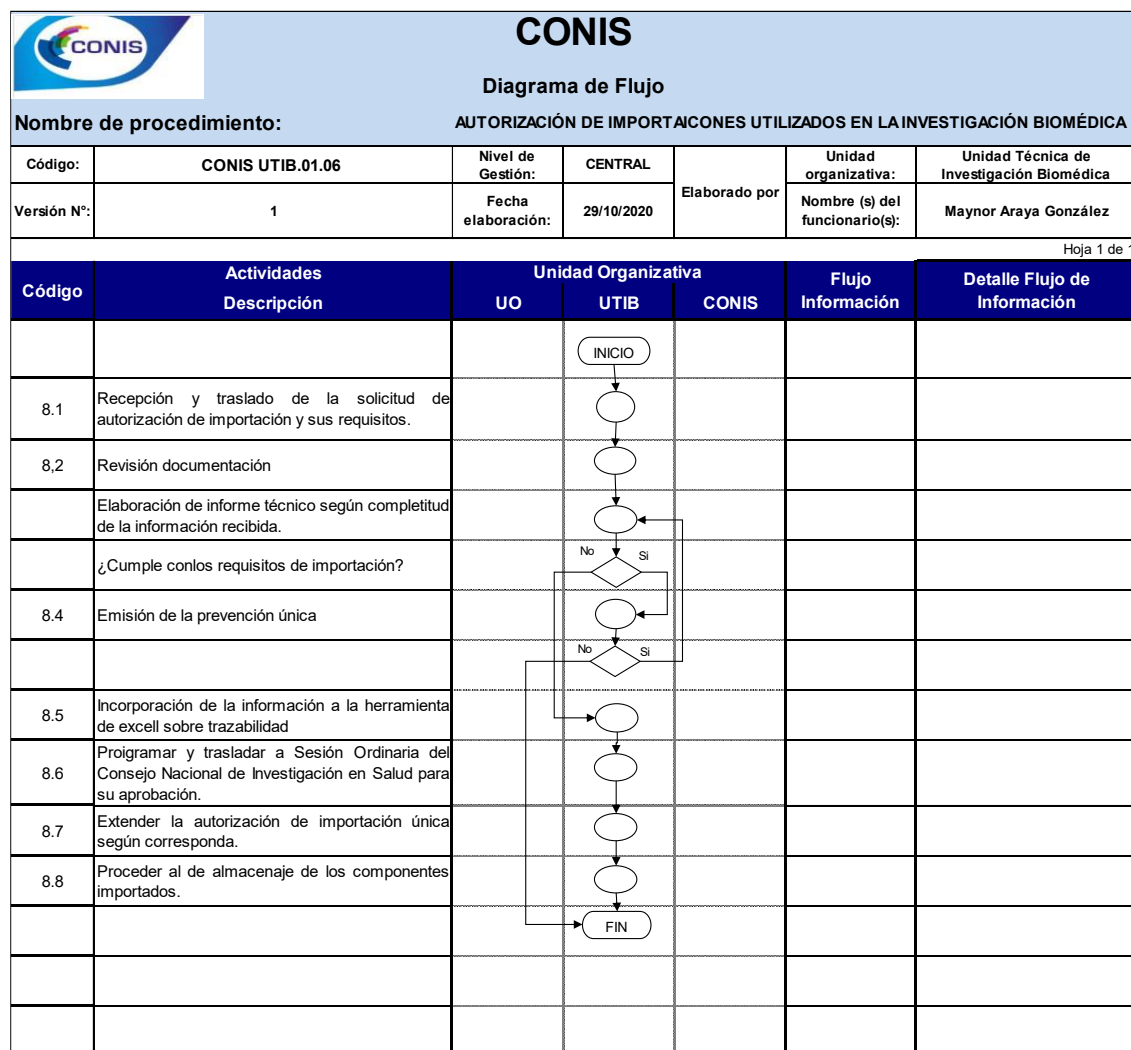 CONIS
CONIS
Diagrama de Flujo
Nombre de procedimiento:
AUTORIZACIÓN DE IMPORTAICONES UTILIZADOS EN LA INVESTIGACIÓN BIOMÉDICA
Código:
CONIS UTIB.01.06
Nivel de
Gestión:
CENTRAL
Elaborado por
Unidad
organizativa:
Unidad Técnica de
Investigación Biomédica
Versión N°:
1
Fecha
elaboración:
29/10/2020
Nombre (s) del
funcionario(s):
Maynor Araya González
Hoja 1 de 1
Código
Actividades
Descripción
Unidad Organizativa
UO
UTIB
CONIS
Flujo
Información
Detalle Flujo de
Información
INICIO
8.1
Recepción y traslado de la solicitud de
autorización de importación y sus requisitos.
8,2
Revisión documentación
Elaboración de informe técnico según completitud
de la información recibida.
¿Cumple conlos requisitos de importación?
No
Si
8.4
Emisión de la prevención única
No
Si
8.5
Incorporación de la información a la herramienta
de excell sobre trazabilidad
8.6
Proigramar y trasladar a Sesión Ordinaria del
Consejo Nacional de Investigación en Salud para
su aprobación.
8.7
Extender la autorización de importación única
según corresponda.
8.8
Proceder al de almacenaje de los componentes
importados.
FIN